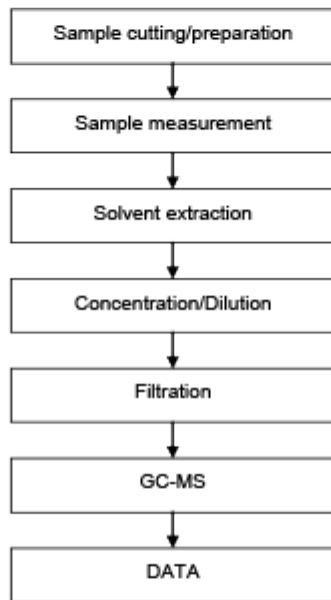 Sample cutting/preparation
Sample measurement
Solvent extraction
Concentration/Dilution
Filtration
GC-MS
DATA